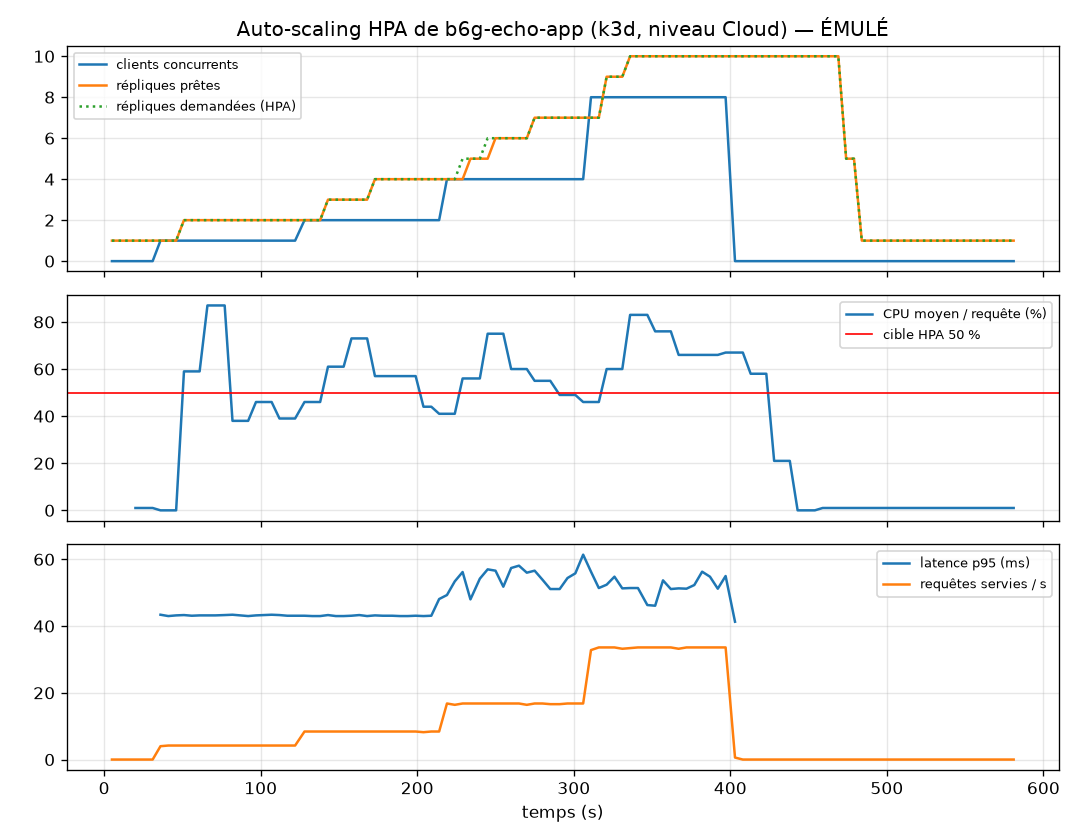 Auto-scaling HPA de b6g-echo-app (k3d, niveau Cloud) — ÉMULÉ
10
8
6
4
2
0
clients concurrents
répliques prêtes
répliques demandées (HPA)
80
60
40
20
0
CPU moyen / requête (%)
cible HPA 50 %
60
40
20
0
latence p95 (ms)
requêtes servies / s
0 100 200 300 400 500 600
temps (s)